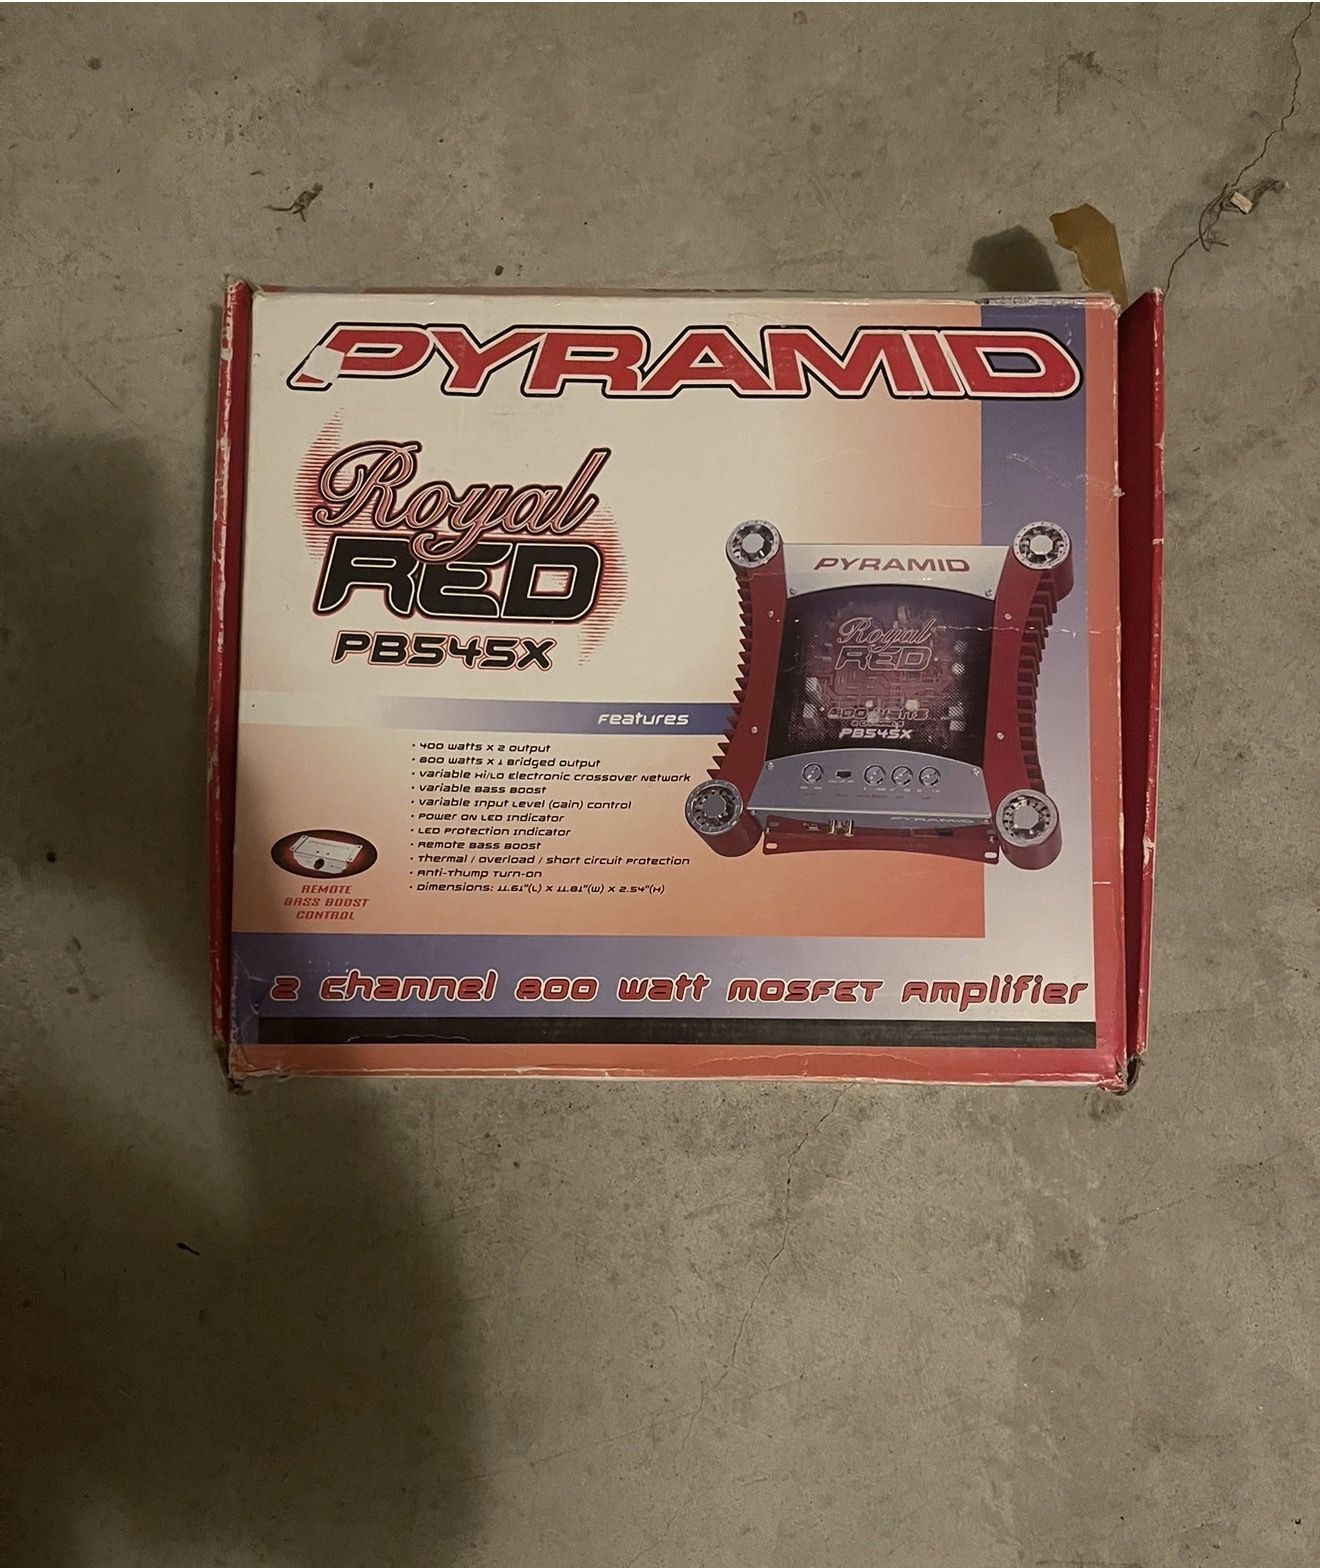 PYRAMID
Royal
RED
PB545X
PYRAMID
Royal
RED
PB545X
PYRAMID
Features
· 400 watts x 2 output
· 800 watts x 1 Bridged output
· Variable Hi/Lo Electronic Crossover Network
· Variable Bass Boost
· Variable Input Level (Gain) Control
· Power On LED Indicator
· LED Protection Indicator
· Remote Bass Boost
· Thermal / Overload / Short Circuit Protection
· Anti-Thump Turn-on
· Dimensions: 11.61"(L) x 11.81"(W) x 2.54"(H)
REMOTE
BASS BOOST
CONTROL
2 Channel 800 Watt MOSFET Amplifier